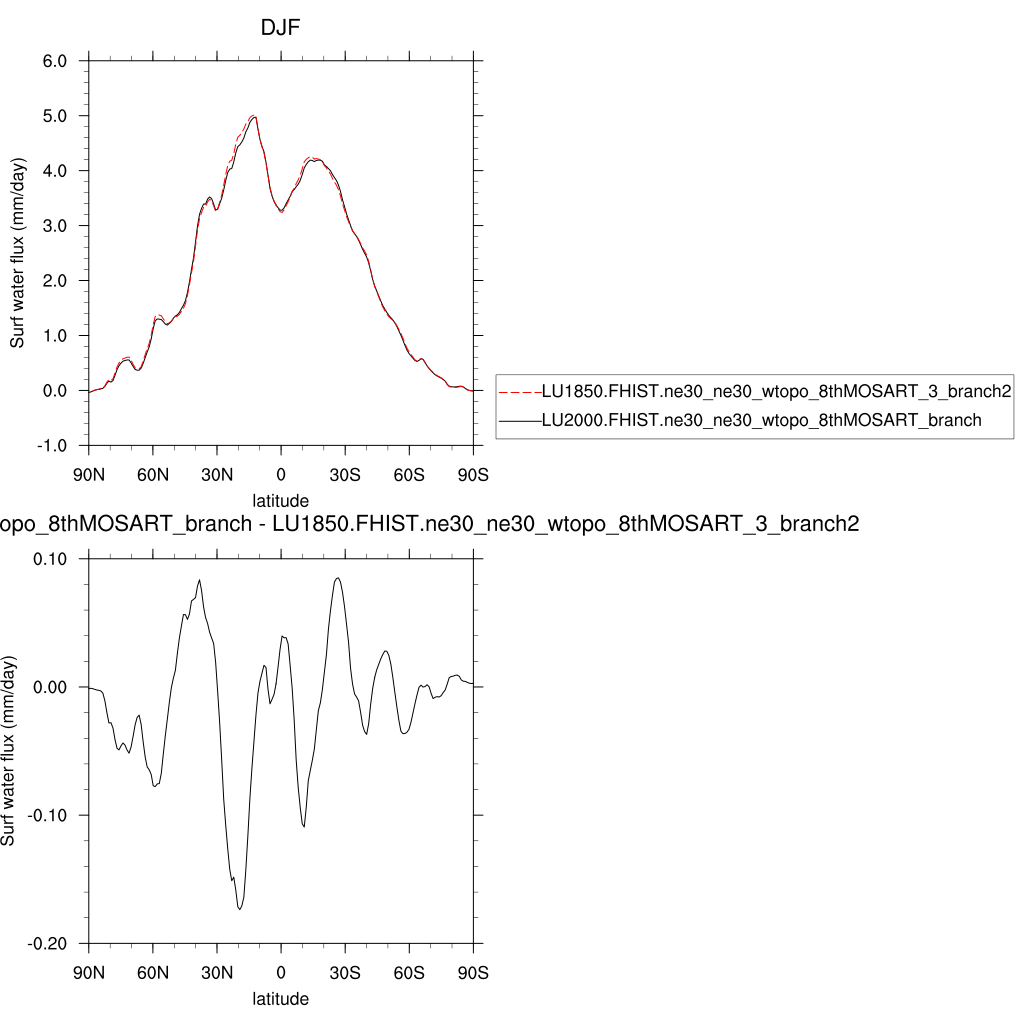 DJF
6.0
5.0
4.0
3.0
2.0
1.0
0.0
-1.0
Surf water flux (mm/day)
90N 60N 30N 0 30S 60S 90S
latitude
LU1850.FHIST.ne30_ne30_wtopo_8thMOSART_3_branch2
LU2000.FHIST.ne30_ne30_wtopo_8thMOSART_branch
opo_8thMOSART_branch - LU1850.FHIST.ne30_ne30_wtopo_8thMOSART_3_branch2
0.10
0.00
-0.10
-0.20
Surf water flux (mm/day)
90N 60N 30N 0 30S 60S 90S
latitude